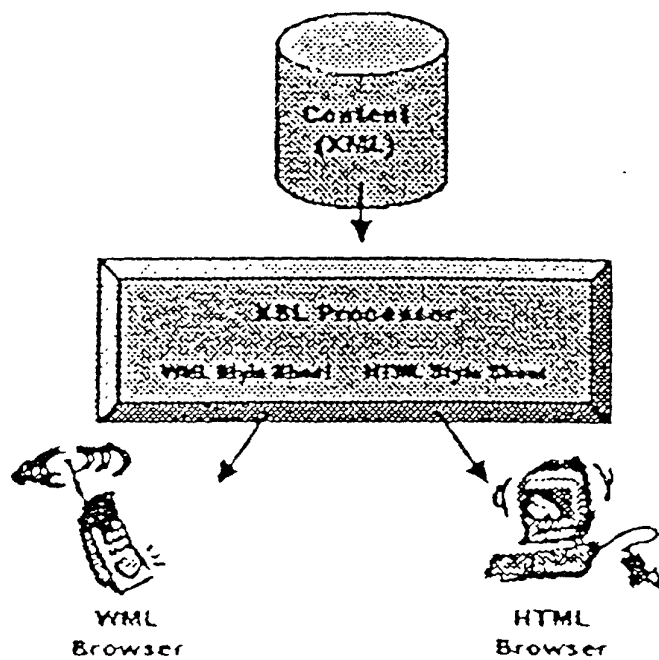 Content
(XML)
XSL Processor
WML Style Sheet HTML Style Sheet
WML
Browser
HTML
Browser